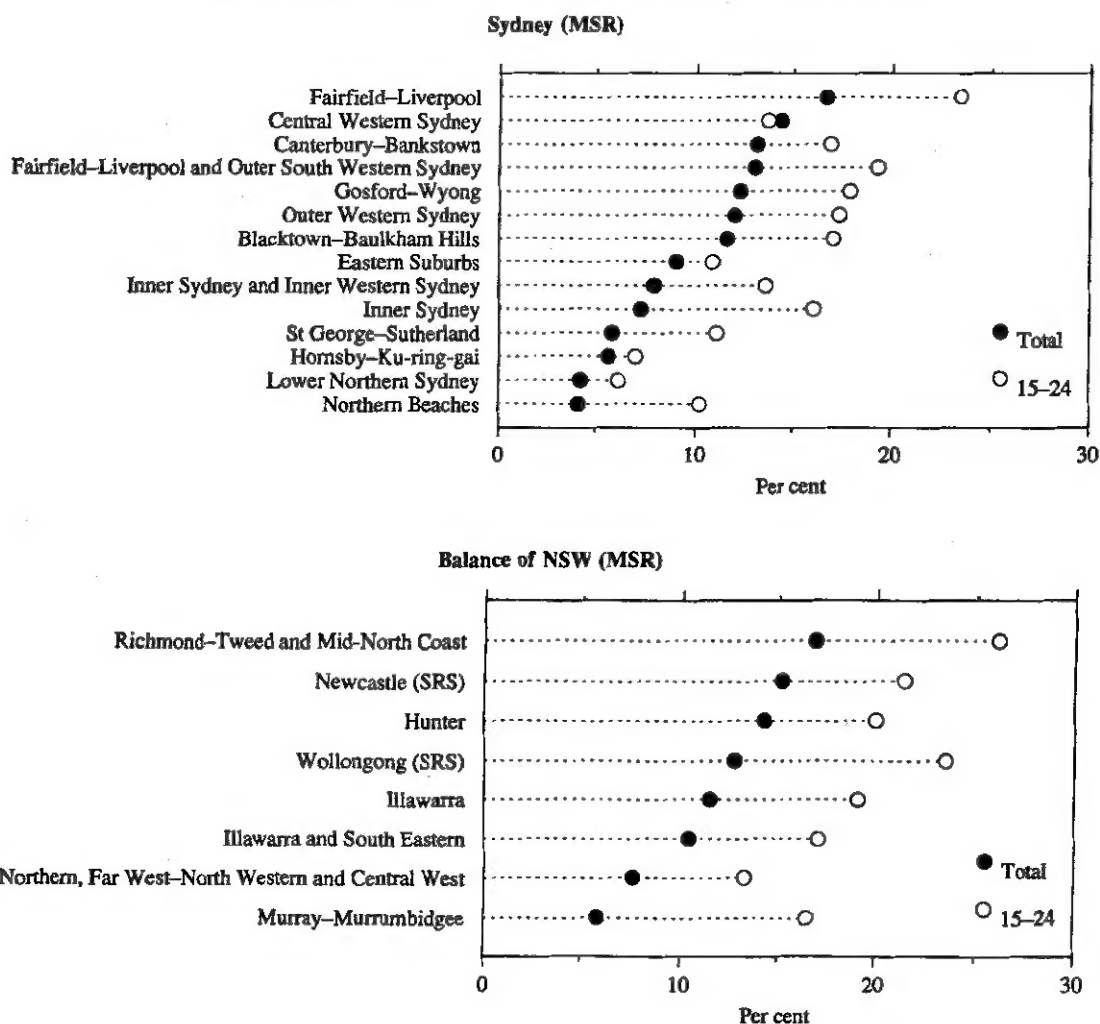 Sydney (MSR)
Fairfield–Liverpool
Central Western Sydney
Canterbury–Bankstown
Fairfield–Liverpool and Outer South Western Sydney
Gosford–Wyong
Outer Western Sydney
Blacktown–Baulkham Hills
Eastern Suburbs
Inner Sydney and Inner Western Sydney
Inner Sydney
St George–Sutherland
Hornsby–Ku-ring-gai
Lower Northern Sydney
Northern Beaches
Total
15–24
0 10 20 30
Per cent
Balance of NSW (MSR)
Richmond–Tweed and Mid-North Coast
Newcastle (SRS)
Hunter
Wollongong (SRS)
Illawarra
Illawarra and South Eastern
Northern, Far West–North Western and Central West
Murray–Murrumbidgee
Total
15–24
0 10 20 30
Per cent